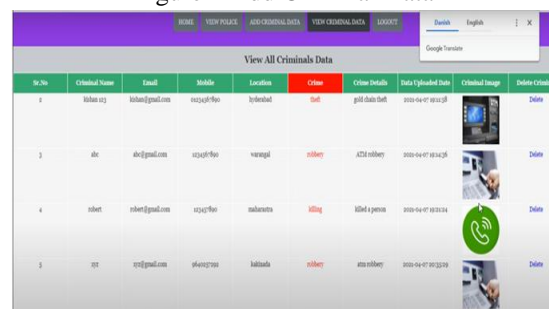 HOME VIEW POLICE ADD CRIMINAL DATA VIEW CRIMINAL DATA LOGOUT
Danish English
Google Translate
View All Criminals Data
Sr.No Criminal Name Email Mobile Location Crime Crime Details Data Uploaded Date Criminal Image Delete Crimi
kishan 123 kishan@gmail.com 01234567890 hyderabad theft gold chain theft Delete
3 abc abc@gmail.com warangal robbery ATM robbery Delete
4 robert robert@gmail.com killing killed a person Delete
5 xyz xyz@gmail.com kakinada robbery atm robbery Delete